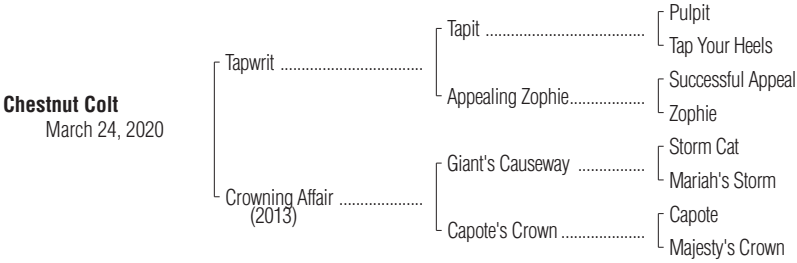 Pulpit
Tapit ..........................................
Tap Your Heels
Tapwrit .....................................
Successful Appeal
Appealing Zophie....................
Zophie
Chestnut Colt
March 24, 2020
Storm Cat
Giant's Causeway .................
Mariah's Storm
Crowning Affair .....................
(2013)
Capote
Capote's Crown .....................
Majesty's Crown